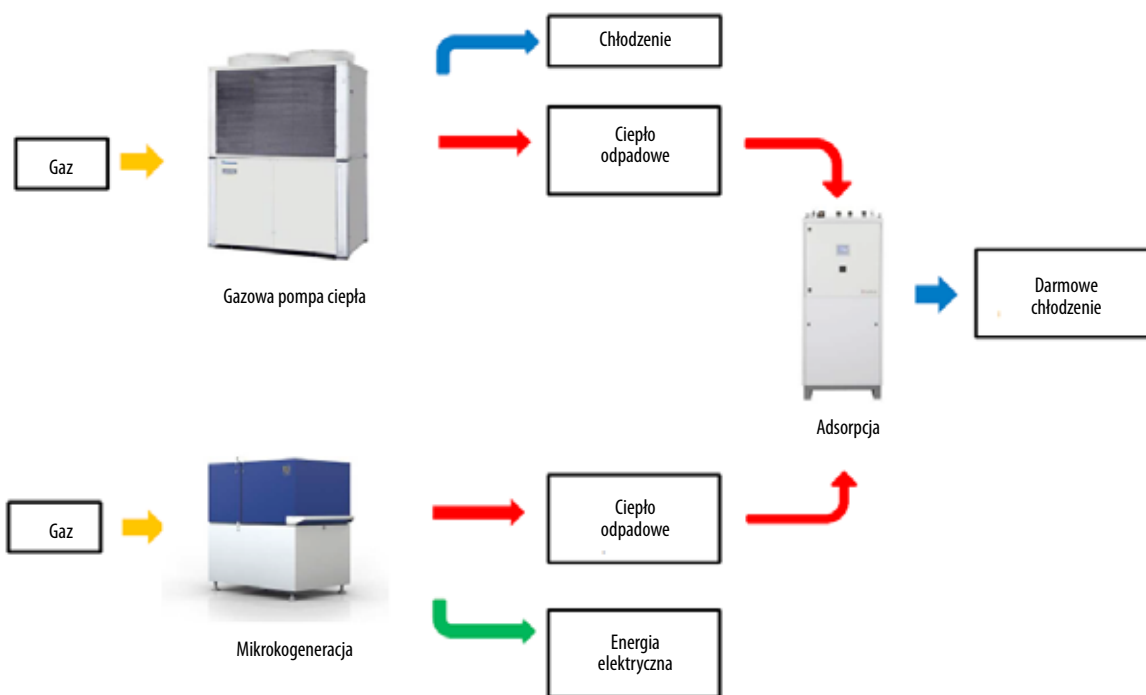 Chłodzenie
Gaz
Ciepło
odpadowe
Gazowa pompa ciepła
Darmowe
chłodzenie
Adsorpcja
Gaz
Ciepło
odpadowe
Mikrokogeneracja
Energia
elektryczna